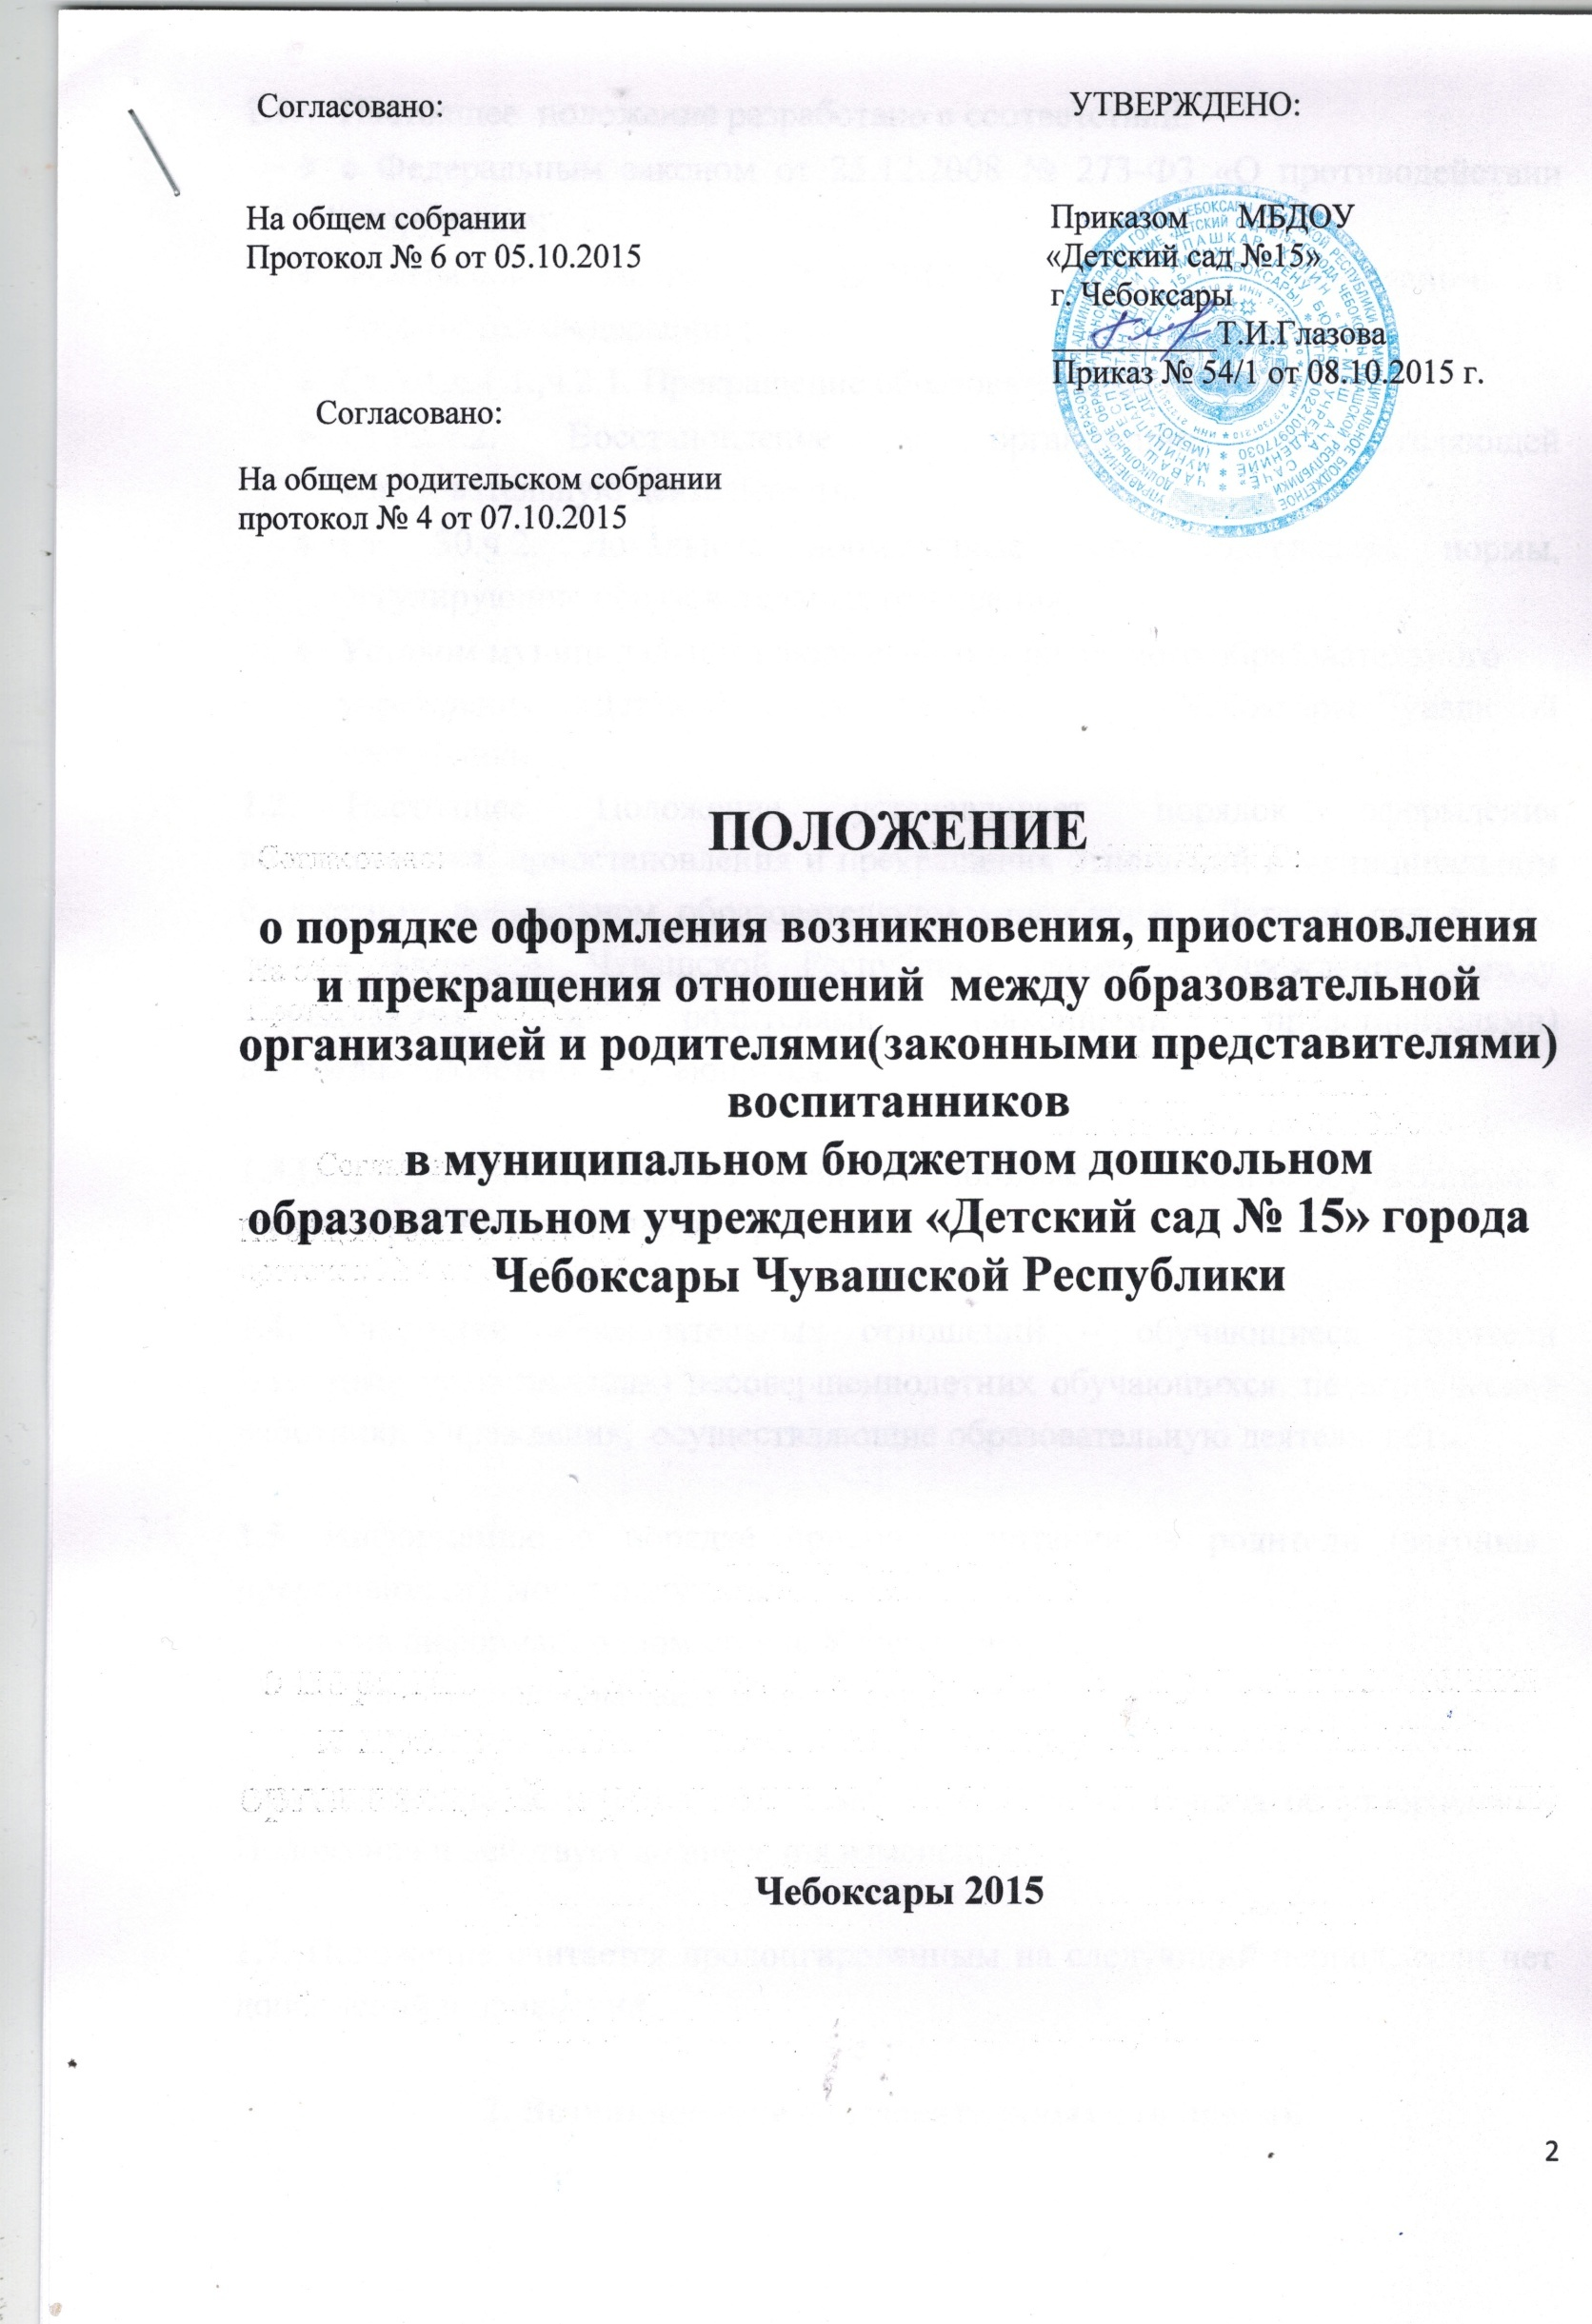 Согласовано:
УТВЕРЖДЕНО:
На общем собрании
Протокол № 6 от 05.10.2015
Приказом МБДОУ
«Детский сад №15»
г. Чебоксары
Т.И.Глазова
Приказ № 54/1 от 08.10.2015 г.
Согласовано:
На общем родительском собрании
протокол № 4 от 07.10.2015
ПОЛОЖЕНИЕ
о порядке оформления возникновения, приостановления
и прекращения отношений между образовательной
организацией и родителями(законными представителями)
воспитанников
в муниципальном бюджетном дошкольном
образовательном учреждении «Детский сад № 15» города
Чебоксары Чувашской Республики
Чебоксары 2015
2